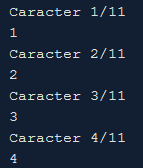 Caracter 1/11
1
Caracter 2/11
2
Caracter 3/11
3
Caracter 4/11
4